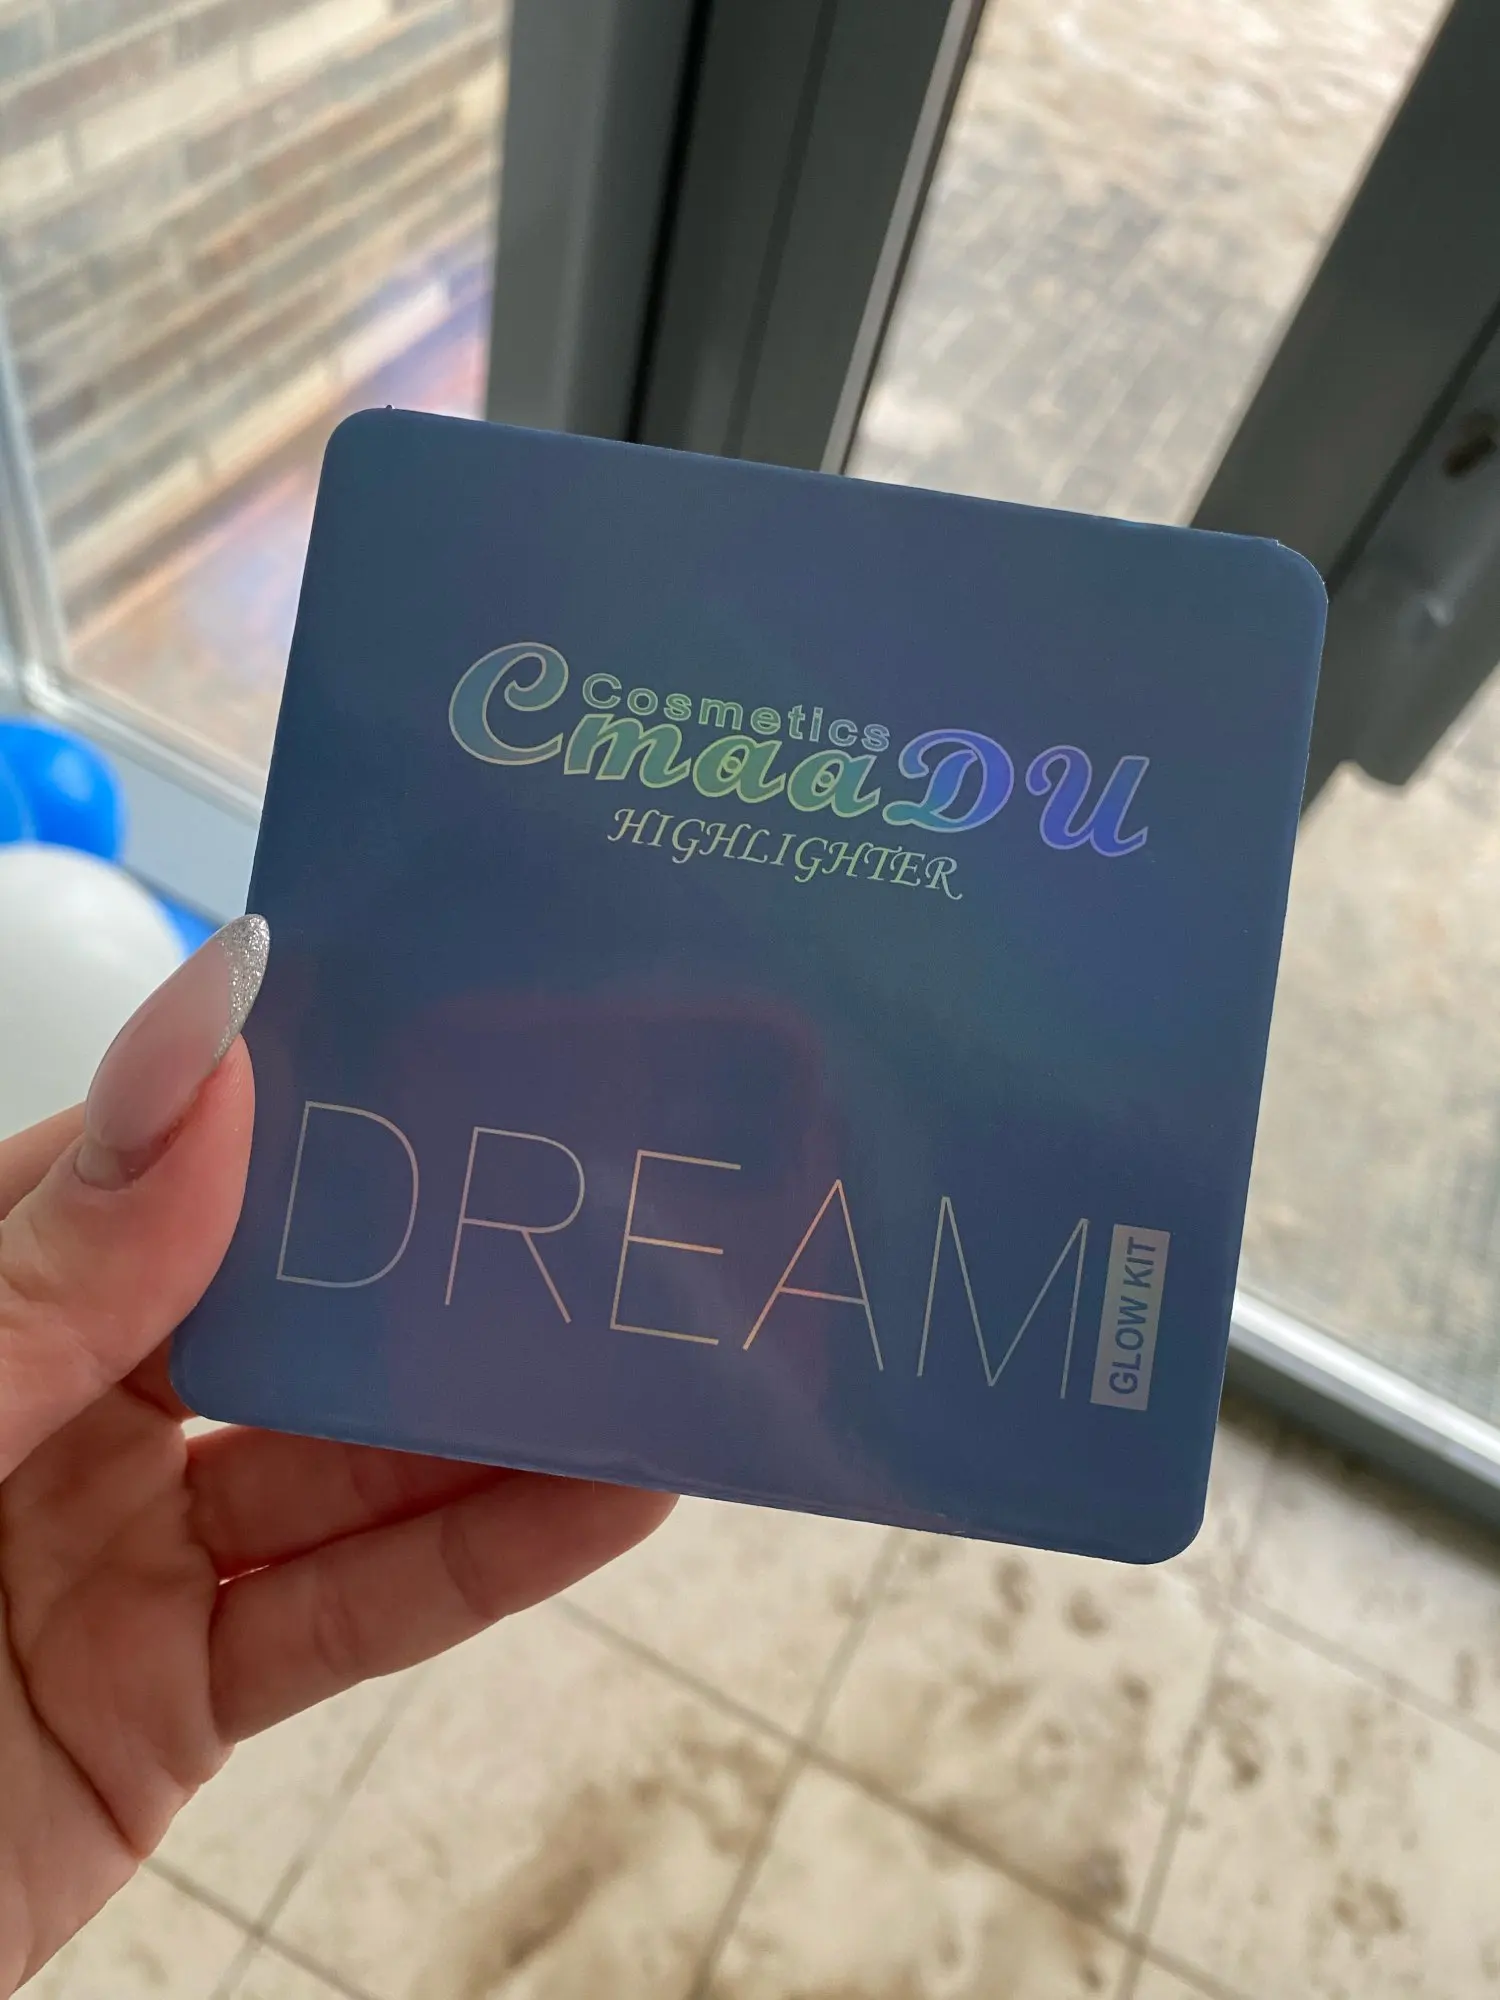 Cosmetics
CmaaDU
HIGHLIGHTER
DREAM
GLOW KIT